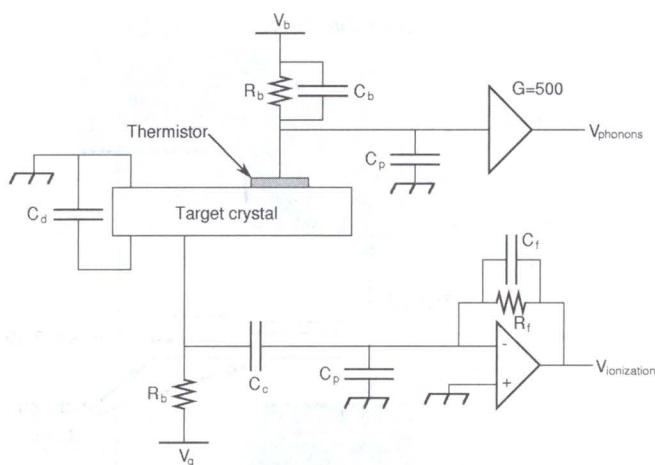 V_b
G=500
R_b
C_b
Thermistor
V_phonons
C_p
C_d
Target crystal
C_f
R_f
-
C_c
C_p
+
V_ionization
R_b
V_q